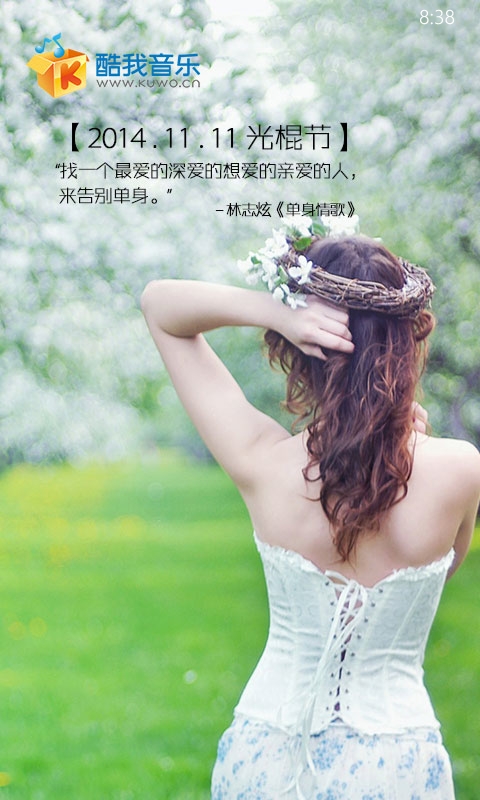 8:38
酷我音乐
WWW.KUWO.CN
【2014.11.11 光棍节】
“找一个最爱的深爱的想爱的亲爱的人，
来告别单身。”
–林志炫《单身情歌》